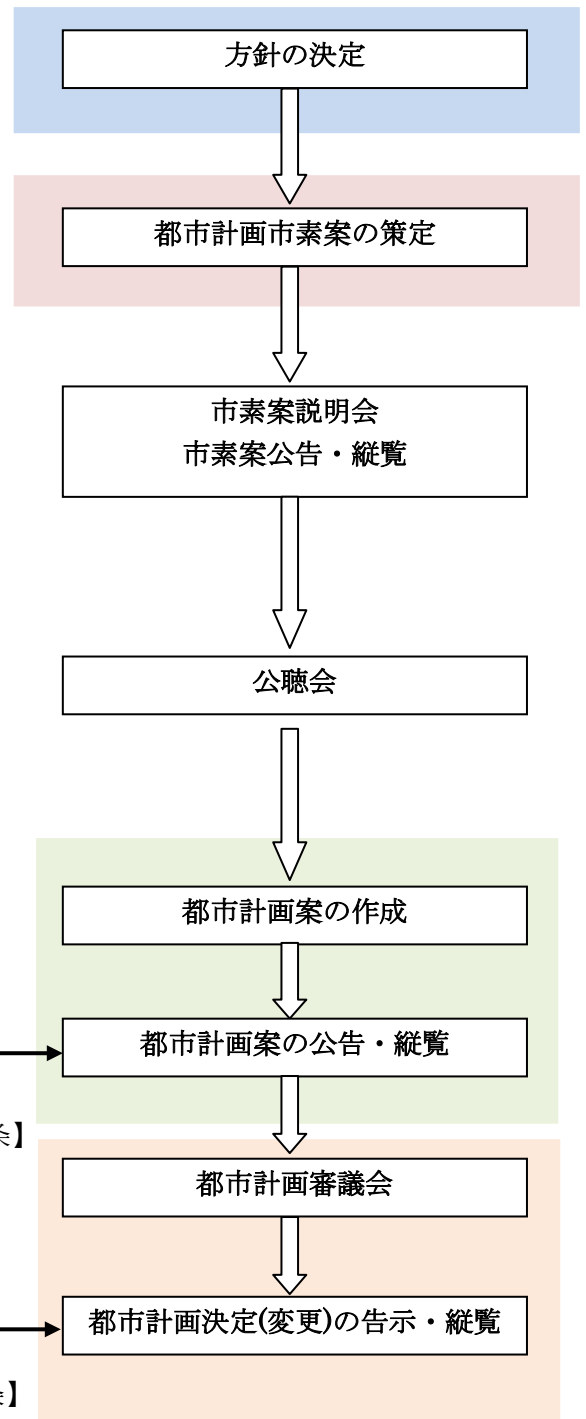 方針の決定
都市計画市素案の策定
市素案説明会
市素案公告・縦覧
公聴会
都市計画案の作成
都市計画案の公告・縦覧
条】
都市計画審議会
都市計画決定(変更)の告示・縦覧
】